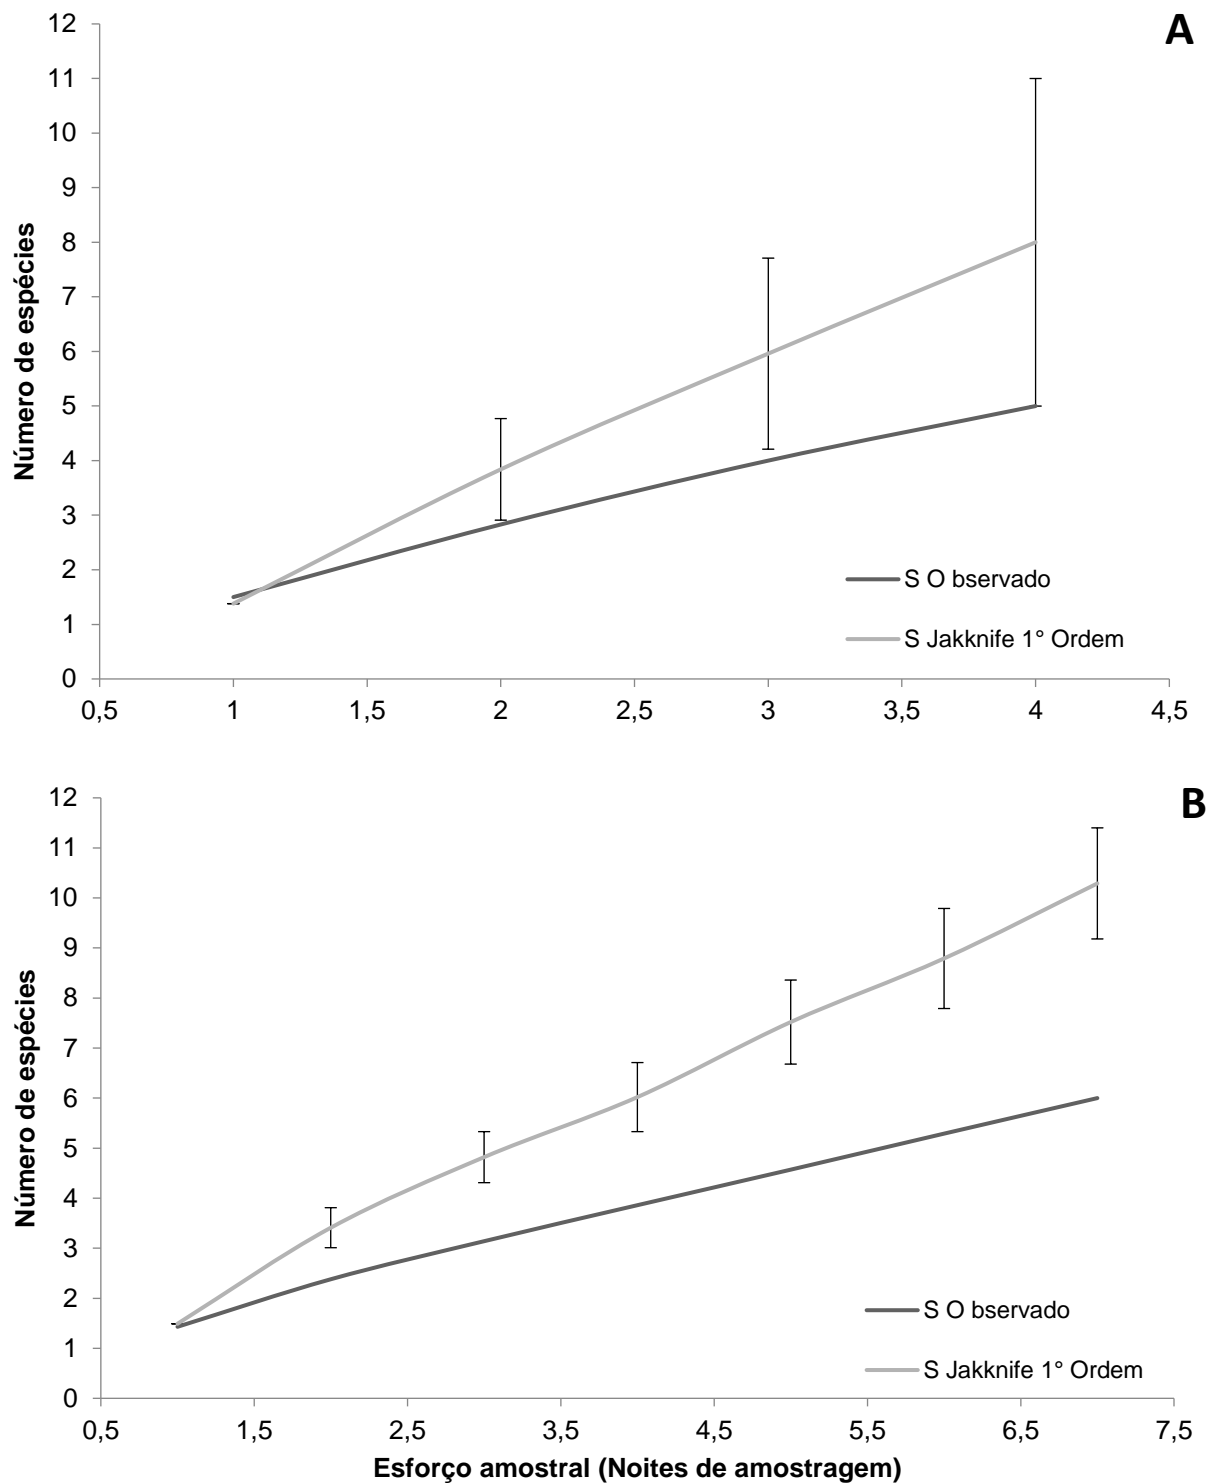 A
12
11
10
9
8
7
6
5
4
3
2
1
0
Número de espécies
S O bservado
S Jakknife 1° Ordem
0,5 1 1,5 2 2,5 3 3,5 4 4,5
B
12
11
10
9
8
7
6
5
4
3
2
1
0
Número de espécies
S O bservado
S Jakknife 1° Ordem
0,5 1,5 2,5 3,5 4,5 5,5 6,5 7,5
Esforço amostral (Noites de amostragem)